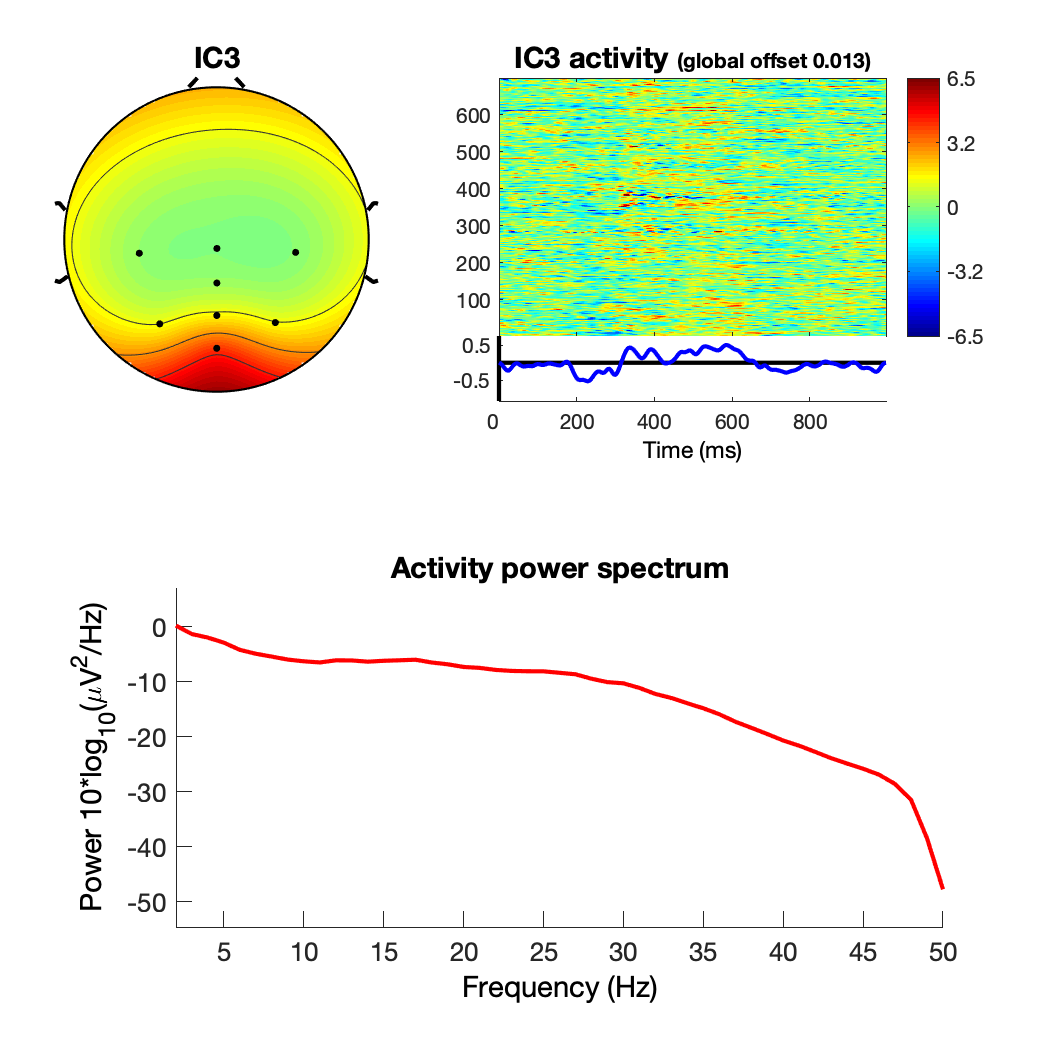 IC3
IC3 activity (global offset 0.013)
600
500
400
300
200
100
6.5
3.2
0
-3.2
-6.5
0.5
-0.5
0 200 400 600 800
Time (ms)
Activity power spectrum
Power 10*log10(μV2/Hz)
0
-10
-20
-30
-40
-50
5 10 15 20 25 30 35 40 45 50
Frequency (Hz)